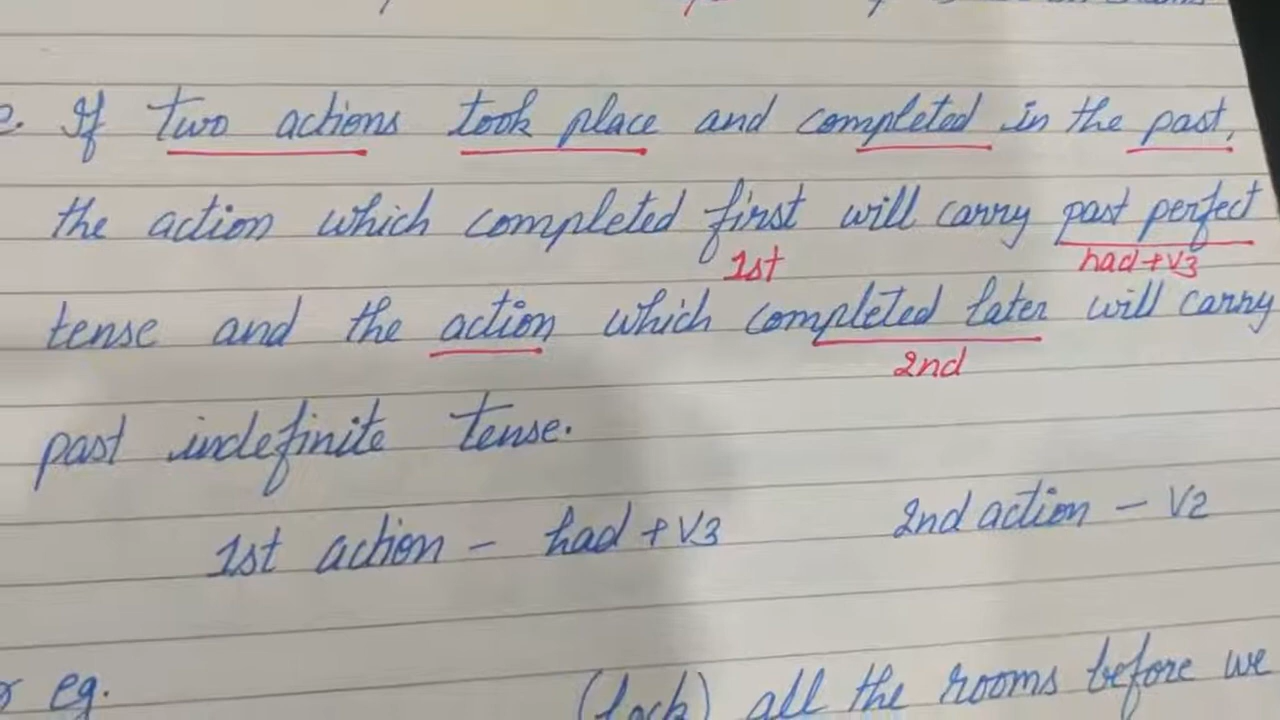 2. If two actions took place and completed in the past,
the action which completed first will carry past perfect
1st had+V3
tense and the action which completed later will carry
2nd
past indefinite tense.
1st action - had + V3 2nd action - V2
eg. (lock) all the rooms before we